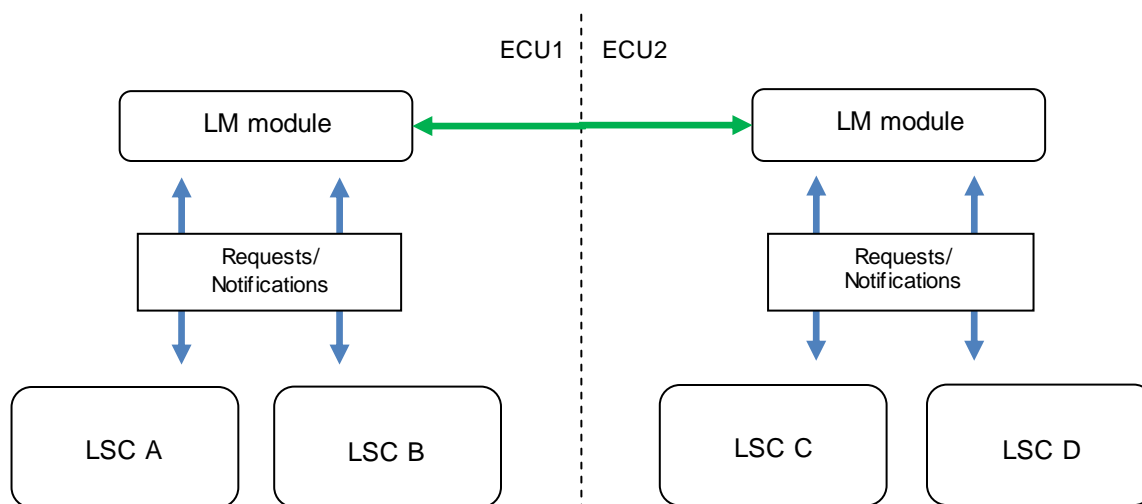 ECU1
ECU2
LM module
LM module
Requests/
Notifications
Requests/
Notifications
LSC A
LSC B
LSC C
LSC D